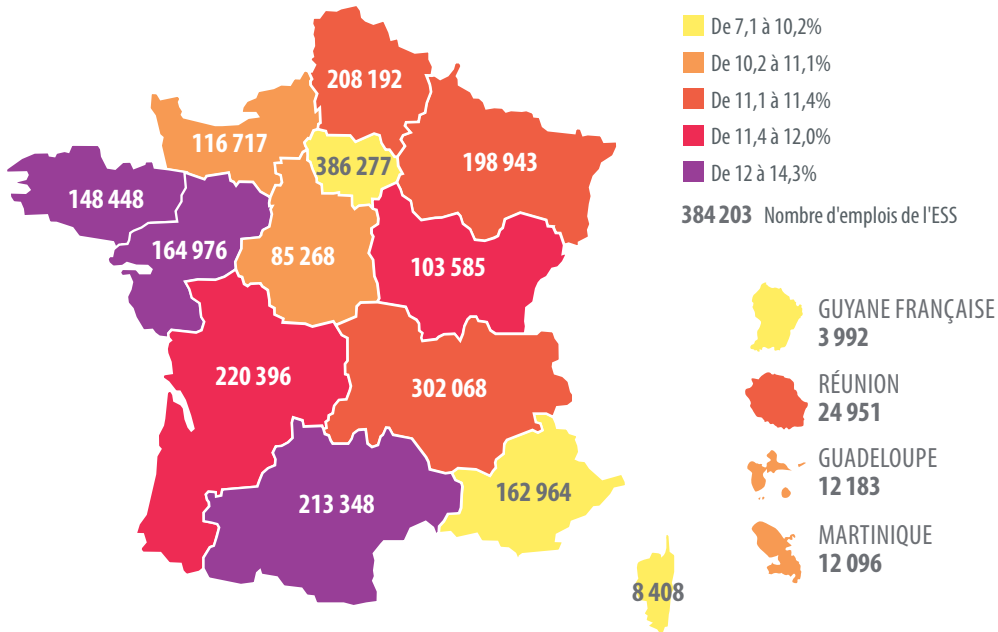 De 7,1 à 10,2%
De 10,2 à 11,1%
De 11,1 à 11,4%
De 11,4 à 12,0%
De 12 à 14,3%
384 203 Nombre d'emplois de l'ESS
208 192
116 717
386 277
198 943
148 448
164 976
85 268
103 585
220 396
302 068
213 348
162 964
8 408
GUYANE FRANÇAISE
3 992
RÉUNION
24 951
GUADELOUPE
12 183
MARTINIQUE
12 096